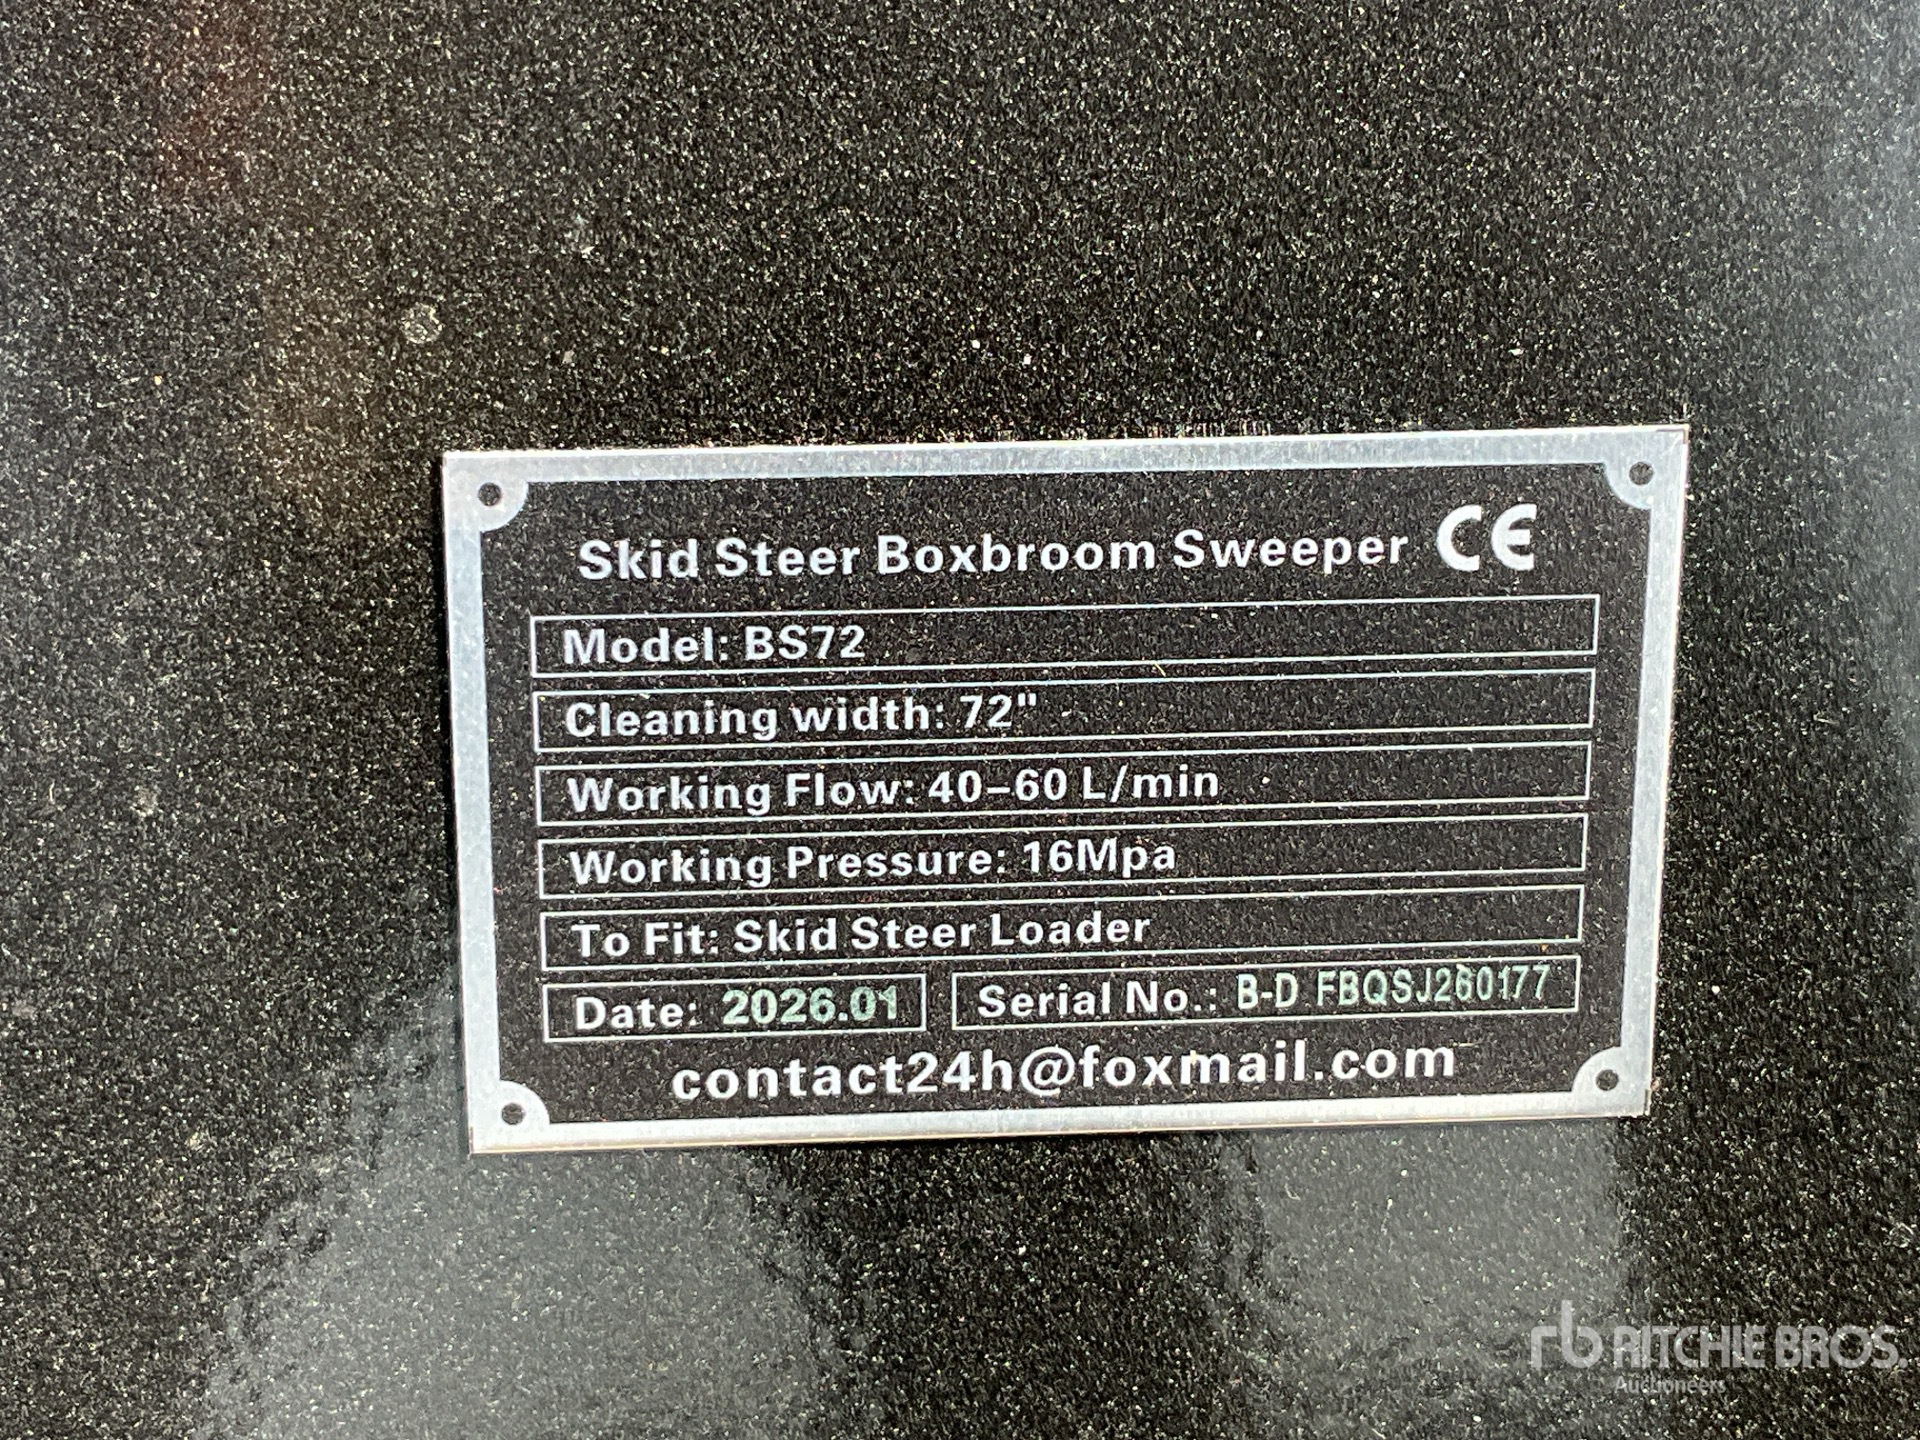 Skid Steer Boxbroom Sweeper CE
Model: BS72
Cleaning width: 72"
Working Flow: 40–60 L/min
Working Pressure: 16Mpa
To Fit: Skid Steer Loader
Date: 2026.01 Serial No.: B-D FBQSJ260177
contact24h@foxmail.com
rb RITCHIE BROS.
Auctioneers